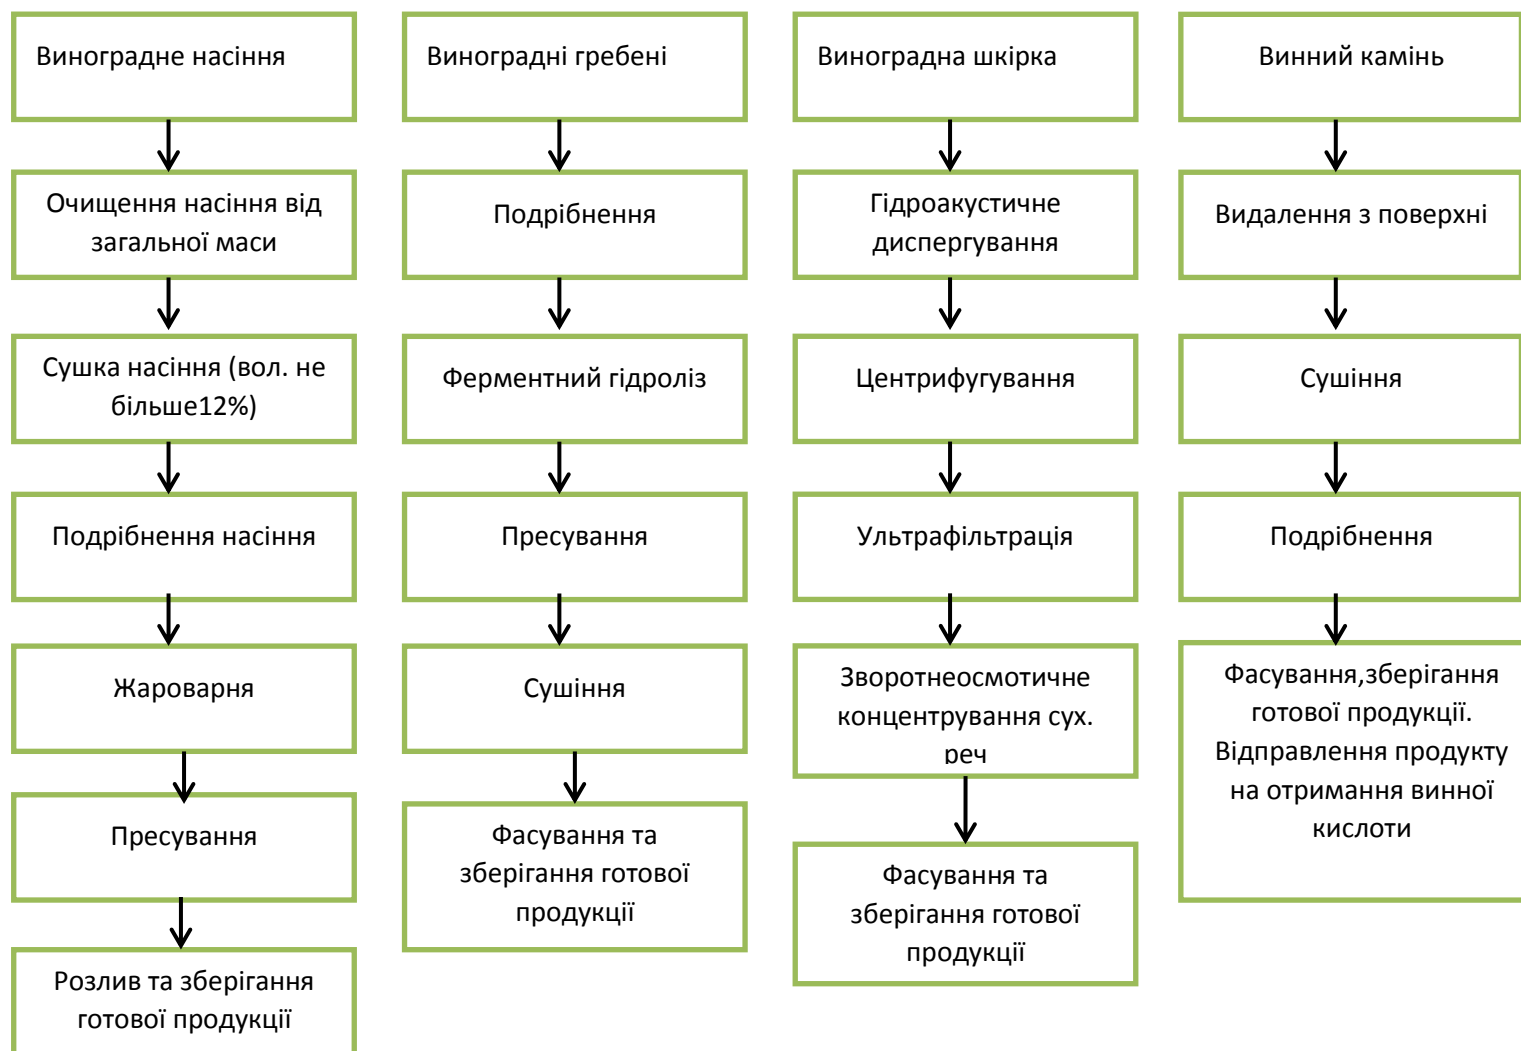 Виноградне насіння
Очищення насіння від
загальної маси
Сушка насіння (вол. не
більше12%)
Подрібнення насіння
Жароварня
Пресування
Розлив та зберігання
готової продукції
Виноградні гребені
Подрібнення
Ферментний гідроліз
Пресування
Сушіння
Фасування та
зберігання готової
продукції
Виноградна шкірка
Гідроакустичне
диспергування
Центрифугування
Ультрафільтрація
Зворотнеосмотичне
концентрування сух.
реч
Фасування та
зберігання готової
продукції
Винний камінь
Видалення з поверхні
Сушіння
Подрібнення
Фасування,зберігання
готової продукції.
Відправлення продукту
на отримання винної
кислоти